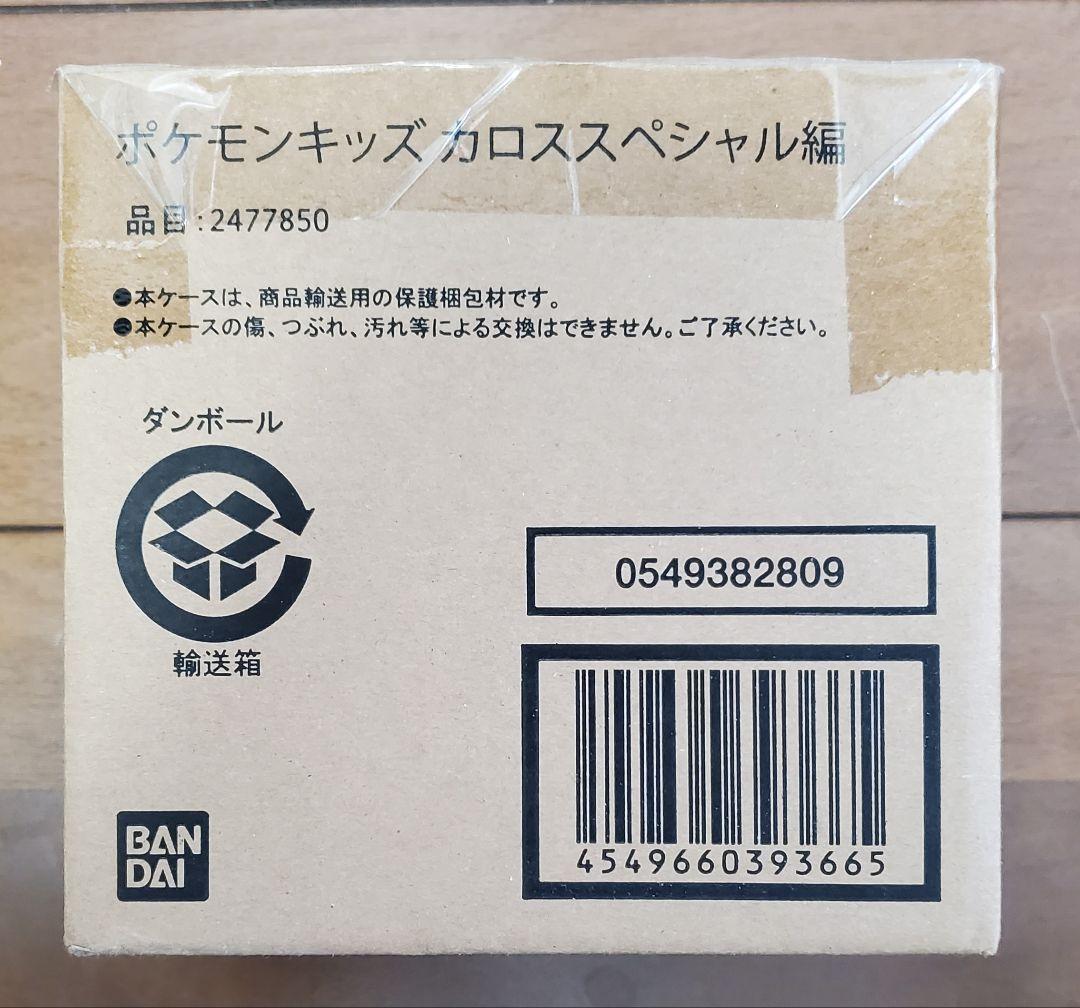 ポケモンキッズ カロススペシャル編
品目:2477850
●本ケースは、商品輸送用の保護梱包材です。
●本ケースの傷、つぶれ、汚れ等による交換はできません。ご了承ください。
ダンボール
輸送箱
0549382809
4549660393665
BAN
DAI